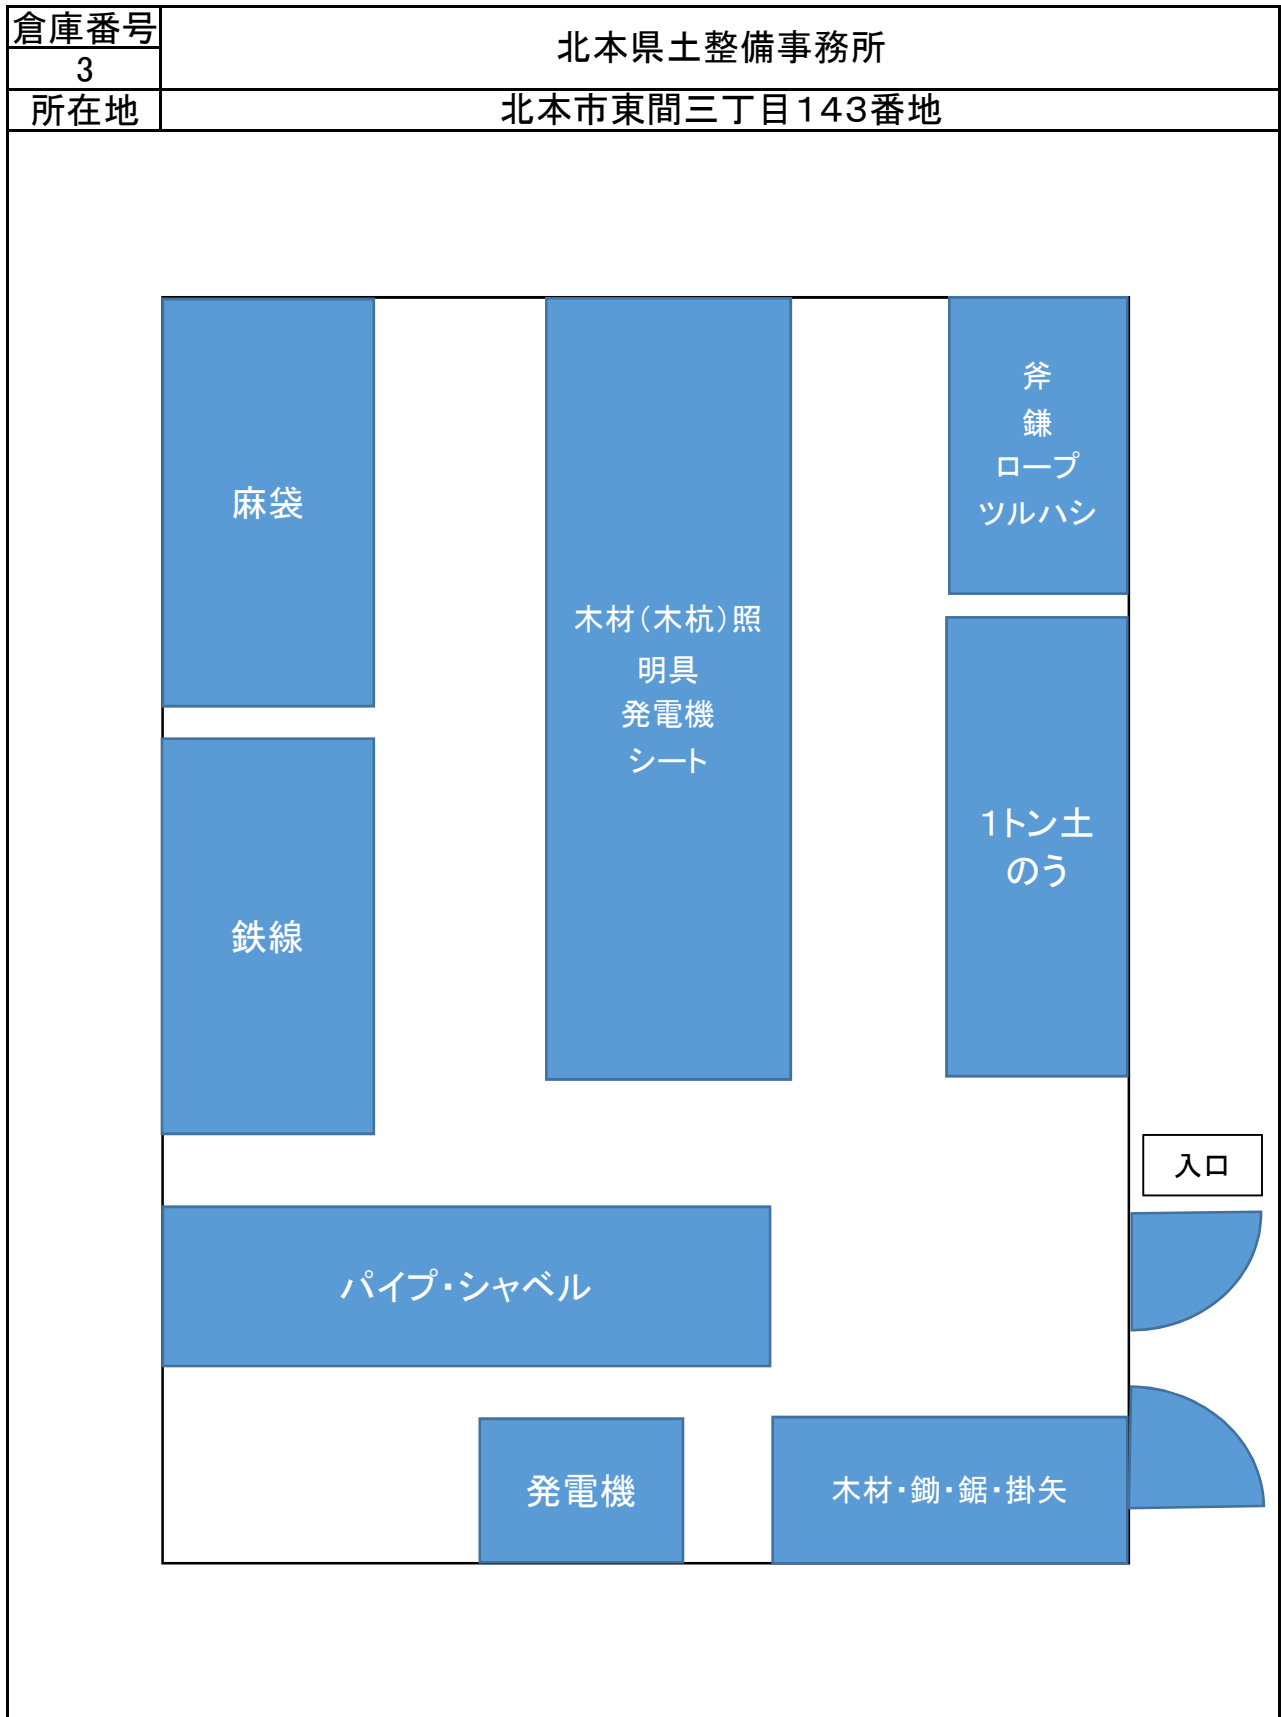 倉庫番号
3
北本県土整備事務所
所在地
北本市東間三丁目143番地
麻袋
鉄線
木材(木杭)照
明具
発電機
シート
斧
鎌
ロープ
ツルハシ
1トン土
のう
入口
パイプ・シャベル
発電機
木材・鋤・鋸・掛矢